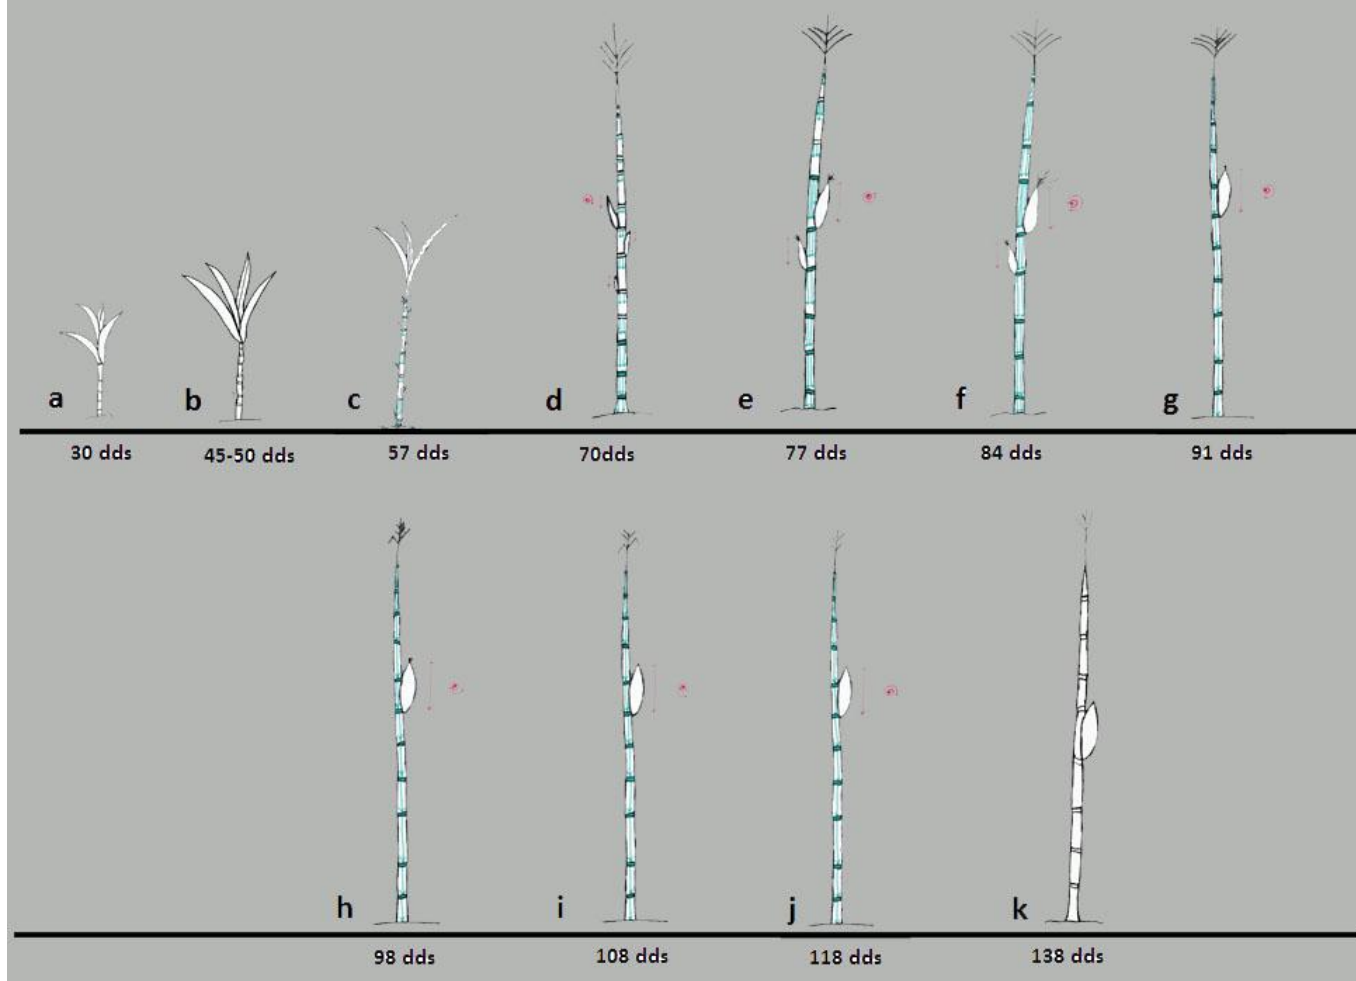 a b c d e f g
30 dds 45-50 dds 57 dds 70dds 77 dds 84 dds 91 dds
h i j k
98 dds 108 dds 118 dds 138 dds